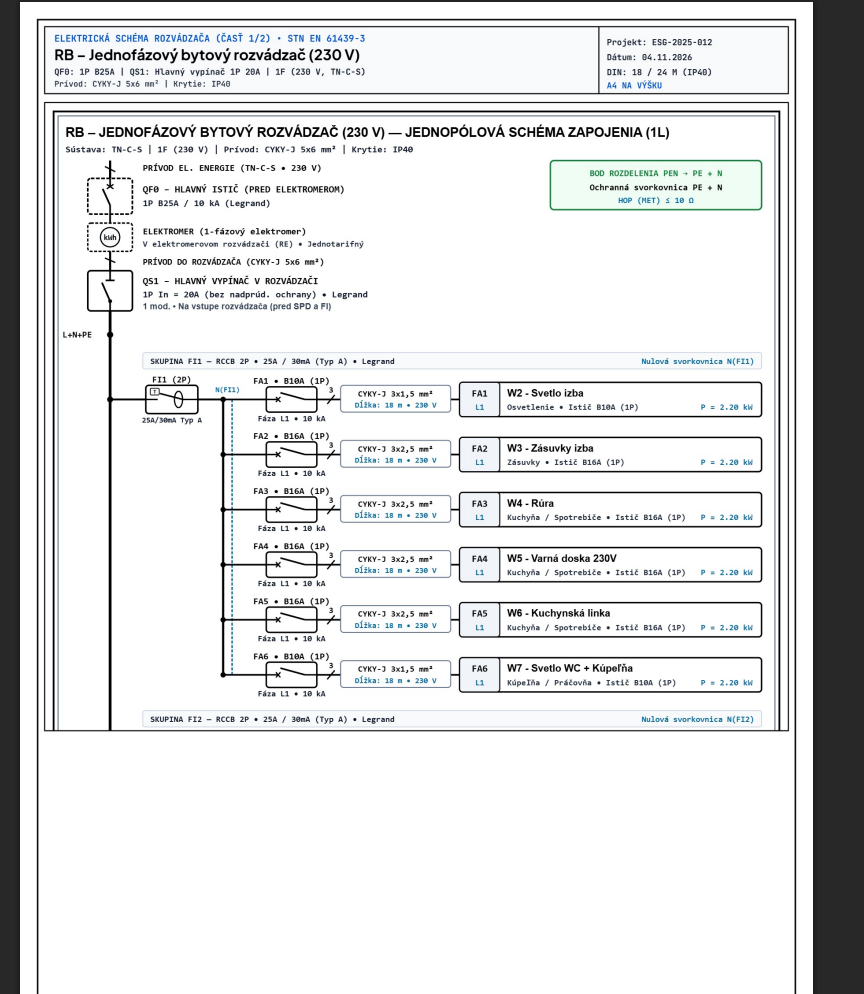 ELEKTRICKÁ SCHÉMA ROZVÁDZAČA (ČASŤ 1/2) • STN EN 61439-3
RB – Jednofázový bytový rozvádzač (230 V)
QF0: 1P B25A | QS1: Hlavný vypínač 1P 20A | 1F (230 V, TN-C-S)
Prívod: CYKY-J 5x6 mm² | Krytie: IP40
Projekt: ESG-2025-012
Dátum: 04.11.2026
DIN: 18 / 24 M (IP40)
A4 NA VÝŠKU
RB – JEDNOFÁZOVÝ BYTOVÝ ROZVÁDZAČ (230 V) — JEDNOPÓLOVÁ SCHÉMA ZAPOJENIA (1L)
Sústava: TN-C-S | 1F (230 V) | Prívod: CYKY-J 5x6 mm² | Krytie: IP40
PRÍVOD EL. ENERGIE (TN-C-S • 230 V)
QF0 – HLAVNÝ ISTIČ (PRED ELEKTROMEROM)
1P B25A / 10 kA (Legrand)
BOD ROZDELENIA PEN → PE + N
Ochranná svorkovnica PE + N
HOP (MET) ≤ 10 Ω
kWh
ELEKTROMER (1-fázový elektromer)
V elektromerovom rozvádzači (RE) • Jednotarifný
PRÍVOD DO ROZVÁDZAČA (CYKY-J 5x6 mm²)
QS1 – HLAVNÝ VYPÍNAČ V ROZVÁDZAČI
1P In = 20A (bez nadprúd. ochrany) • Legrand
1 mod. • Na vstupe rozvádzača (pred SPD a FI)
L+N+PE
SKUPINA FI1 – RCCB 2P • 25A / 30mA (Typ A) • Legrand
Nulová svorkovnica N(FI1)
FI1 (2P)
T
25A/30mA Typ A
N(FI1)
FA1 • B10A (1P)
Fáza L1 • 10 kA
3
CYKY-J 3x1,5 mm²
Dĺžka: 18 m • 230 V
FA1
L1
W2 - Svetlo izba
Osvetlenie • Istič B10A (1P)
P = 2.20 kW
FA2 • B16A (1P)
Fáza L1 • 10 kA
3
CYKY-J 3x2,5 mm²
Dĺžka: 18 m • 230 V
FA2
L1
W3 - Zásuvky izba
Zásuvky • Istič B16A (1P)
P = 2.20 kW
FA3 • B16A (1P)
Fáza L1 • 10 kA
3
CYKY-J 3x2,5 mm²
Dĺžka: 18 m • 230 V
FA3
L1
W4 - Rúra
Kuchyňa / Spotrebiče • Istič B16A (1P)
P = 2.20 kW
FA4 • B16A (1P)
Fáza L1 • 10 kA
3
CYKY-J 3x2,5 mm²
Dĺžka: 18 m • 230 V
FA4
L1
W5 - Varná doska 230V
Kuchyňa / Spotrebiče • Istič B16A (1P)
P = 2.20 kW
FA5 • B16A (1P)
Fáza L1 • 10 kA
3
CYKY-J 3x2,5 mm²
Dĺžka: 18 m • 230 V
FA5
L1
W6 - Kuchynská linka
Kuchyňa / Spotrebiče • Istič B16A (1P)
P = 2.20 kW
FA6 • B10A (1P)
Fáza L1 • 10 kA
3
CYKY-J 3x1,5 mm²
Dĺžka: 18 m • 230 V
FA6
L1
W7 - Svetlo WC + Kúpeľňa
Kúpeľňa / Práčovňa • Istič B10A (1P)
P = 2.20 kW
SKUPINA FI2 – RCCB 2P • 25A / 30mA (Typ A) • Legrand
Nulová svorkovnica N(FI2)